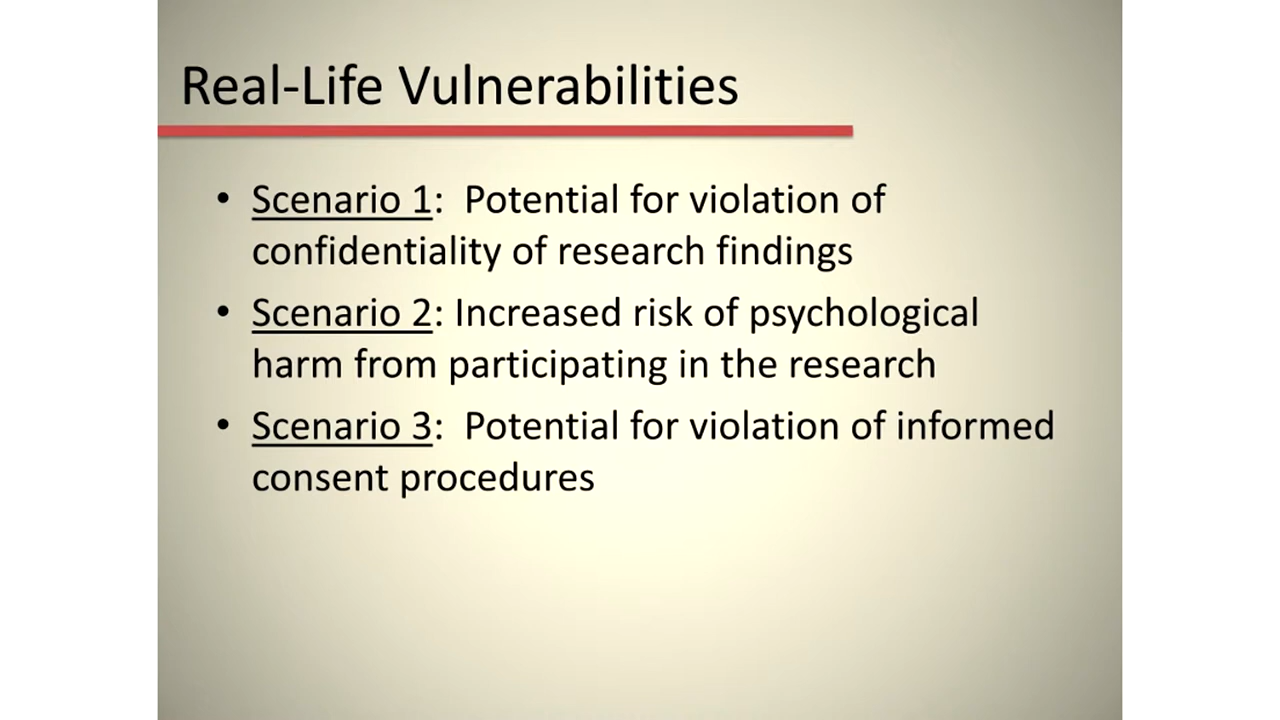 Real-Life Vulnerabilities
• Scenario 1:  Potential for violation of
confidentiality of research findings
• Scenario 2: Increased risk of psychological
harm from participating in the research
• Scenario 3:  Potential for violation of informed
consent procedures